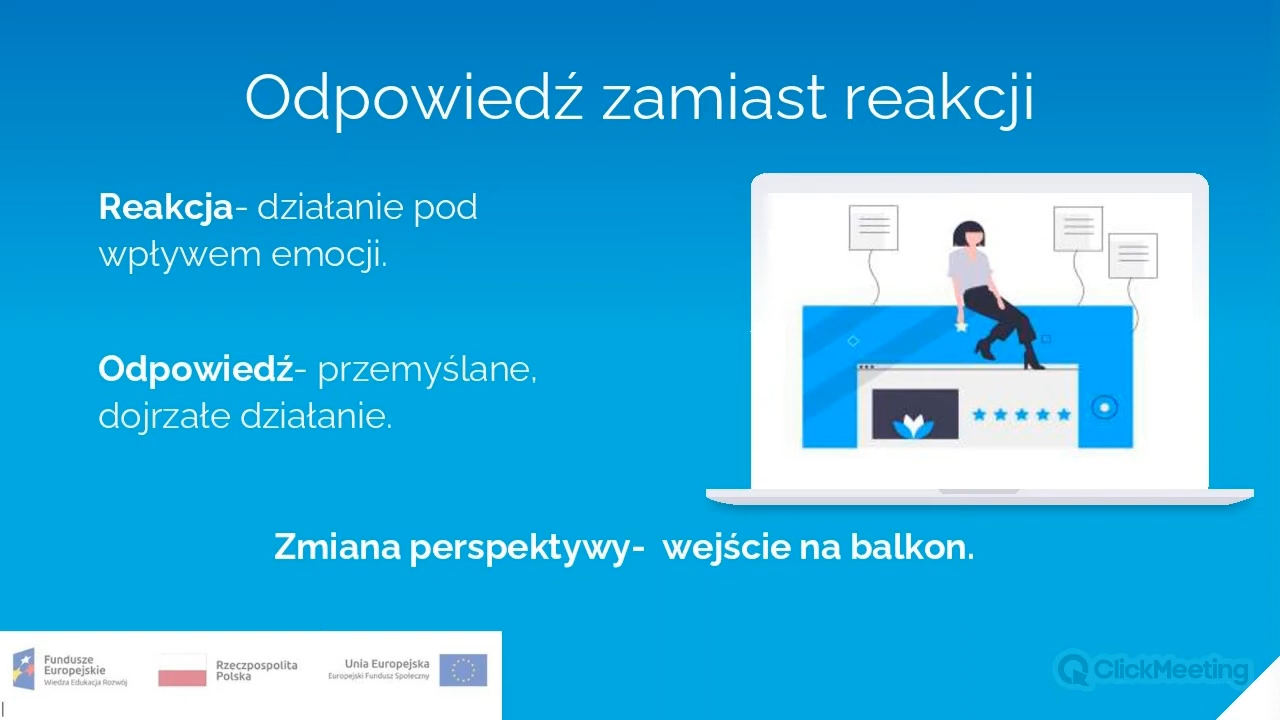 Odpowiedź zamiast reakcji
Reakcja- działanie pod
wpływem emocji.
Odpowiedź- przemyślane,
dojrzałe działanie.
Zmiana perspektywy-  wejście na balkon.
Fundusze
Europejskie
Wiedza Edukacja Rozwój
Rzeczpospolita
Polska
Unia Europejska
Europejski Fundusz Społeczny
ClickMeeting